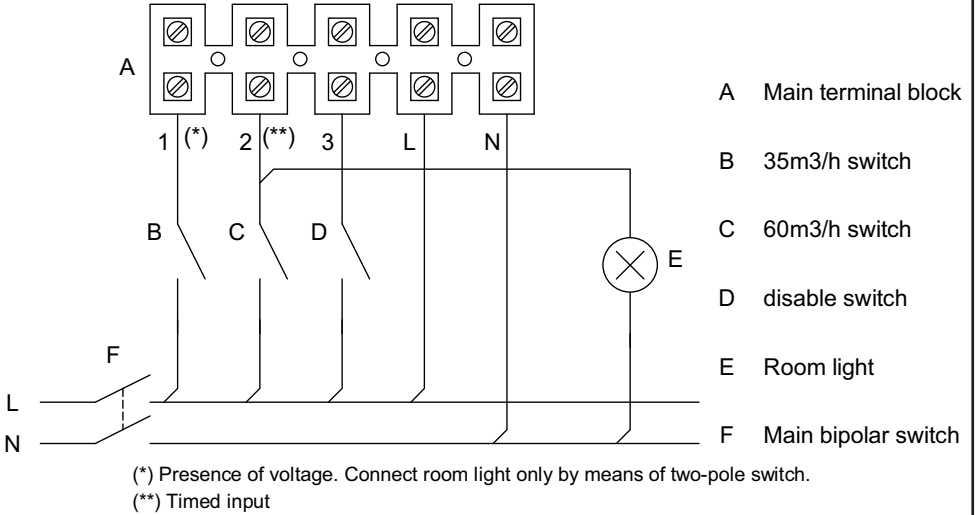 A
1 (*) 2 (**) 3 L N
B C D E
F
L
N
A Main terminal block
B 35m3/h switch
C 60m3/h switch
D disable switch
E Room light
F Main bipolar switch
(*) Presence of voltage. Connect room light only by means of two-pole switch.
(**) Timed input